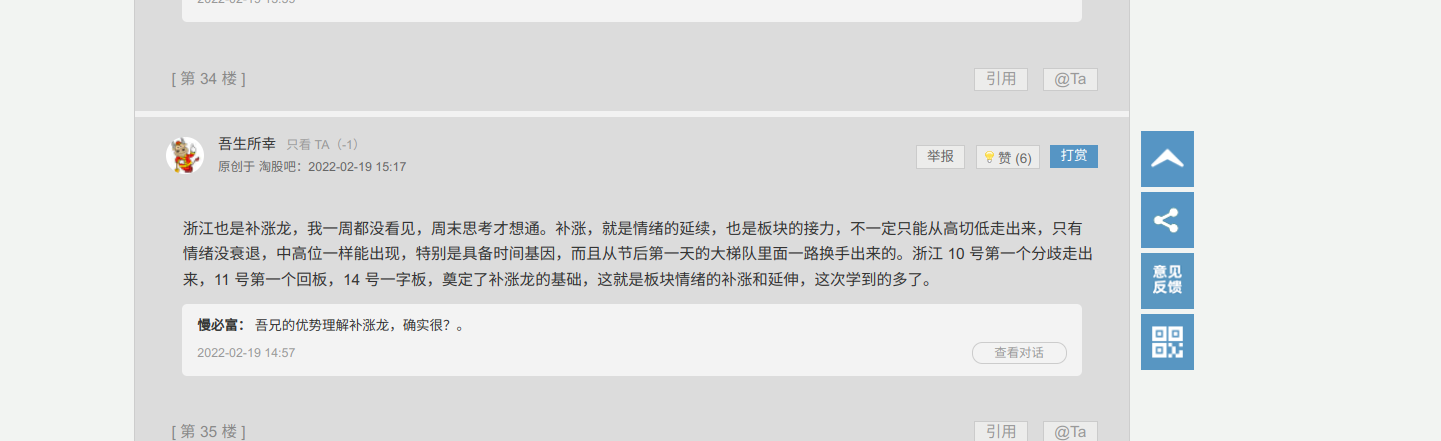 2022-02-19 15:35
[ 第 34 楼 ]
引用
@Ta
吾生所幸 只看 TA（-1）
原创于 淘股吧：2022-02-19 15:17
举报
赞 (6)
打赏
浙江也是补涨龙，我一周都没看见，周末思考才想通。补涨，就是情绪的延续，也是板块的接力，不一定只能从高切低走出来，只有
情绪没衰退，中高位一样能出现，特别是具备时间基因，而且从节后第一天的大梯队里面一路换手出来的。浙江 10 号第一个分歧走出
来，11 号第一个回板，14 号一字板，奠定了补涨龙的基础，这就是板块情绪的补涨和延伸，这次学到的多了。
慢必富： 吾兄的优势理解补涨龙，确实很？。
2022-02-19 14:57
查看对话
[ 第 35 楼 ]
引用
@Ta
意见
反馈